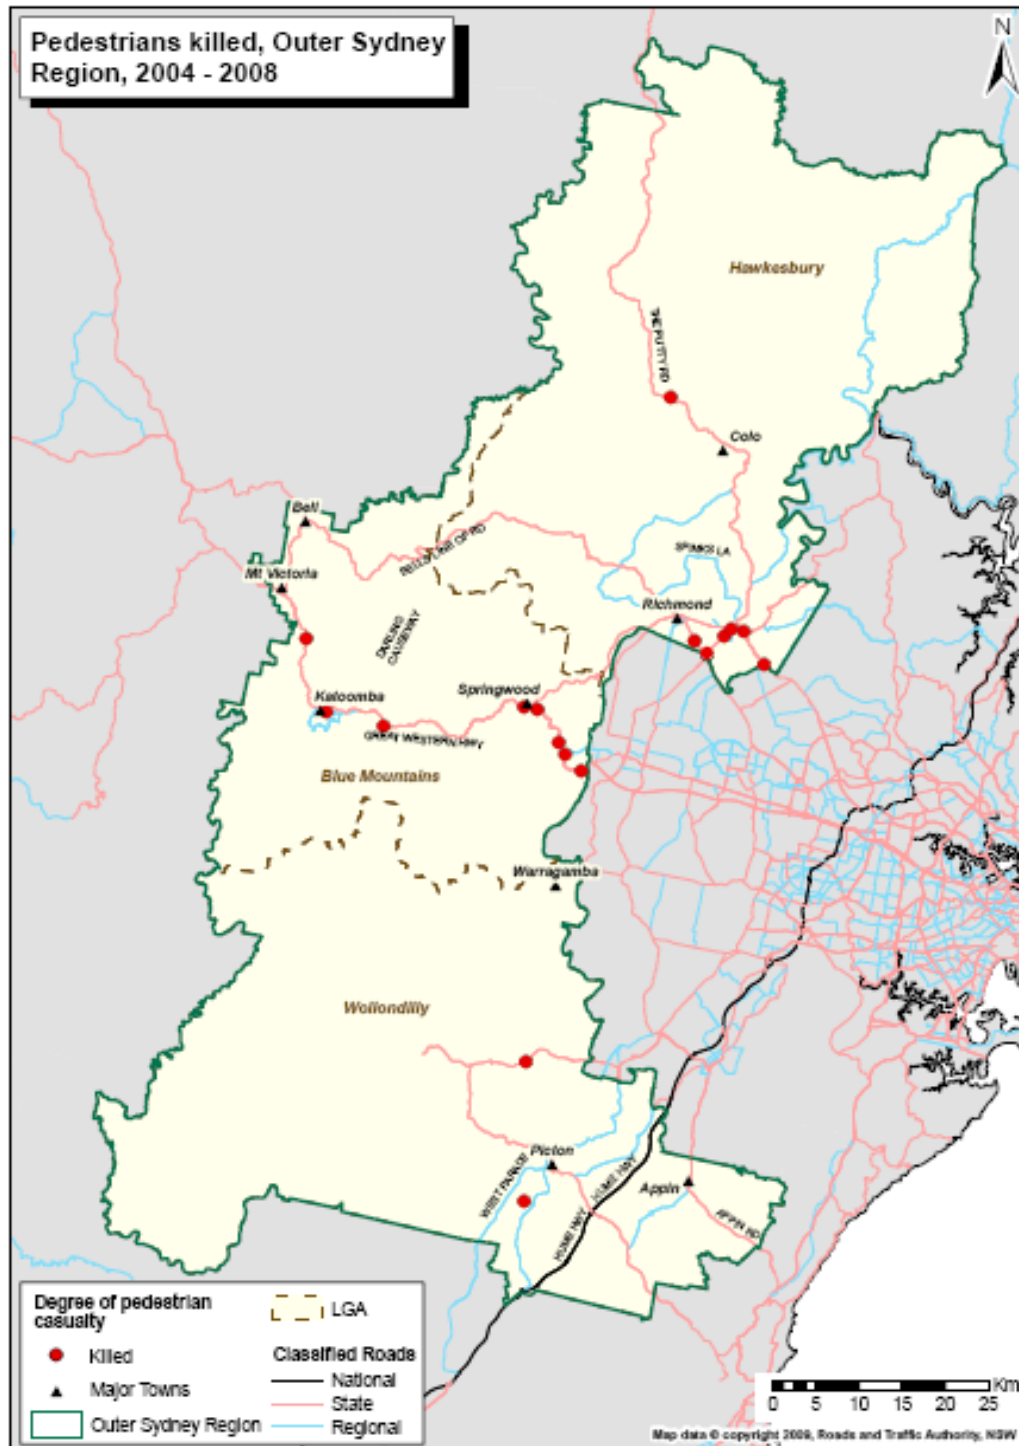 Pedestrians killed, Outer Sydney
Region, 2004 - 2008
N
Hawkesbury
THE PUTTY RD
Colo
Bell
BELLS LINE OF RD
SPINKS LA
Mt Victoria
Richmond
DARLING
CAUSEWAY
Katoomba
Springwood
GREAT WESTERN HWY
Blue Mountains
Warragamba
Wollondilly
Picton
WEST PARADE
HUME HWY
Appin
APPIN RD
HUME HWY
Degree of pedestrian
casualty
Killed
Major Towns
Outer Sydney Region
LGA
Classified Roads
National
State
Regional
Km
0 5 10 15 20 25
Map data © copyright 2009, Roads and Traffic Authority, NSW